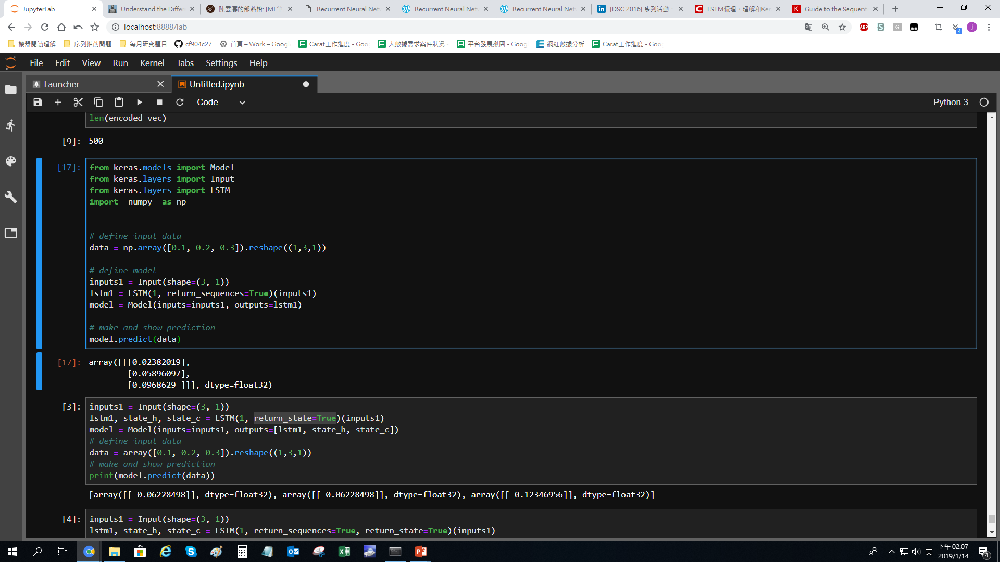 JupyterLab
Understand the Differ
陳雲濤的部落格: [ML筆
Recurrent Neural Netw
Recurrent Neural Netw
Recurrent Neural Netw
[DSC 2016] 系列活動
LSTM梳理、理解和Ker
Guide to the Sequenti
localhost:8888/lab
機器閱讀理解
序列推薦問題
每月研究題目
cf904c27
首頁 – Work – Googl
Carat工作進度 - Goo
大數據需求案件狀況
平台發展揪團 - Goog
網紅數據分析
Carat工作進度 - Goo
File Edit View Run Kernel Tabs Settings Help
Launcher
Untitled.ipynb
Code
Python 3
len(encoded_vec)
[9]: 500
[17]: from keras.models import Model
from keras.layers import Input
from keras.layers import LSTM
import  numpy  as np
# define input data
data = np.array([0.1, 0.2, 0.3]).reshape((1,3,1))
# define model
inputs1 = Input(shape=(3, 1))
lstm1 = LSTM(1, return_sequences=True)(inputs1)
model = Model(inputs=inputs1, outputs=lstm1)
# make and show prediction
model.predict(data)
[17]: array([[[0.02382019],
[0.05896097],
[0.0968629 ]]], dtype=float32)
[3]: inputs1 = Input(shape=(3, 1))
lstm1, state_h, state_c = LSTM(1, return_state=True)(inputs1)
model = Model(inputs=inputs1, outputs=[lstm1, state_h, state_c])
# define input data
data = array([0.1, 0.2, 0.3]).reshape((1,3,1))
# make and show prediction
print(model.predict(data))
[array([[-0.06228498]], dtype=float32), array([[-0.06228498]], dtype=float32), array([[-0.12346956]], dtype=float32)]
[4]: inputs1 = Input(shape=(3, 1))
lstm1, state_h, state_c = LSTM(1, return_sequences=True, return_state=True)(inputs1)
英
下午 02:07
2019/1/14
4